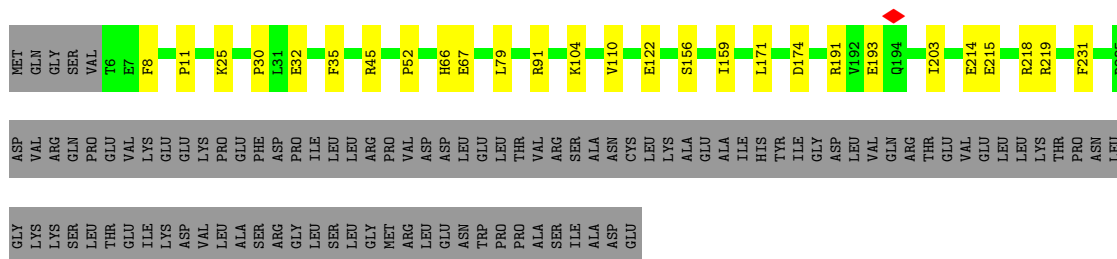 MET GLN GLY SER VAL T6 E7 F8 P11 K25 P30 L31 E32 F35 R45 P52 H66 E67 L79 R91 K104 V110 E122 S156 I159 L171 D174 R191 V192 E193 Q194 I203 E214 E215 R218 R219 F231
ASP VAL ARG GLN PRO GLU VAL LYS GLU GLU LYS PRO GLU PHE ASP PRO ILE LEU LEU ARG PRO VAL ASP ASP LEU GLU LEU THR VAL ARG SER ALA ASN CYS LEU LYS ALA GLU ALA ILE HIS TYR ILE GLY ASP LEU VAL GLN ARG THR GLU VAL GLU LEU LEU LYS THR PRO ASN LEU
GLY LYS LYS SER LEU THR GLU ILE LYS ASP VAL LEU ALA SER ARG GLY LEU SER LEU GLY MET ARG LEU GLU ASN TRP PRO PRO ALA SER ILE ALA ASP GLU